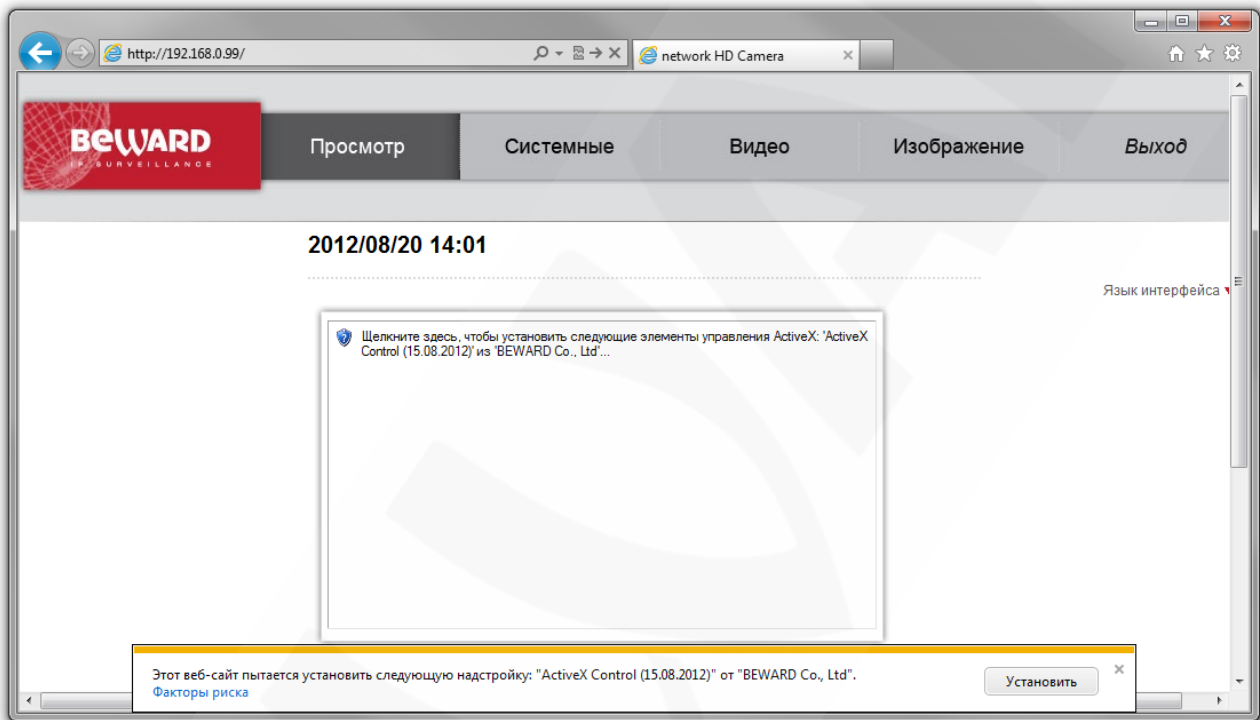 http://192.168.0.99/
network HD Camera
BEWARD
IP SURVEILLANCE
Просмотр
Системные
Видео
Изображение
Выход
2012/08/20 14:01
Язык интерфейса
Щелкните здесь, чтобы установить следующие элементы управления ActiveX: 'ActiveX
Control (15.08.2012)' из 'BEWARD Co., Ltd'...
Этот веб-сайт пытается установить следующую надстройку: "ActiveX Control (15.08.2012)" от "BEWARD Co., Ltd".
Факторы риска
Установить